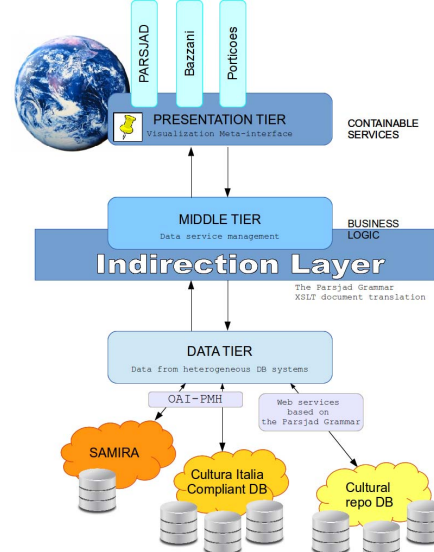 PARSJAD
Bazzani
Porticoes
PRESENTATION TIER
Visualization Meta-interface
CONTAINABLE
SERVICES
MIDDLE TIER
Data service management
BUSINESS
LOGIC
Indirection Layer
The Parsjad Grammar
XSLT document translation
DATA TIER
Data from heterogeneous DB systems
OAI-PMH
Web services
based on
the Parsjad Grammar
SAMIRA
Cultura Italia
Compliant DB
Cultural
repo DB